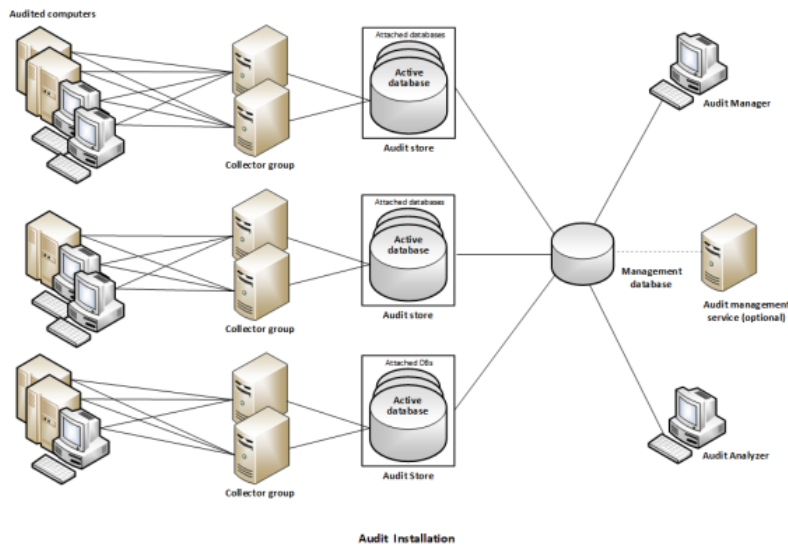 Audited computers
Attached databases
Active
database
Collector group
Audit store
Audit Manager
Attached databases
Active
database
Collector group
Audit store
Management
database
Audit management
service (optional)
Attached DBs
Active
database
Collector group
Audit Store
Audit Analyzer
Audit Installation